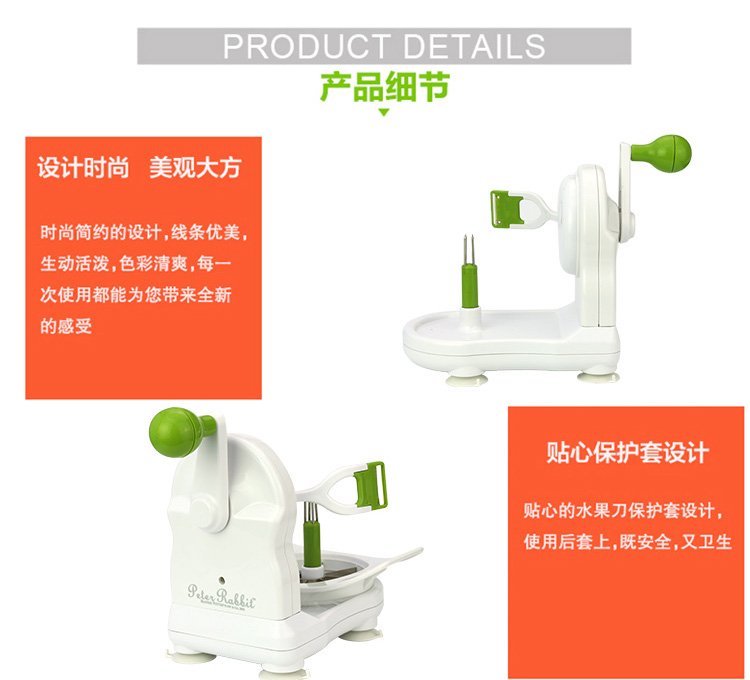 PRODUCT DETAILS
产品细节
设计时尚 美观大方
时尚简约的设计,线条优美,
生动活泼,色彩清爽,每一
次使用都能为您带来全新
的感受
贴心保护套设计
贴心的水果刀保护套设计,
使用后套上,既安全,又卫生
Peter Rabbit